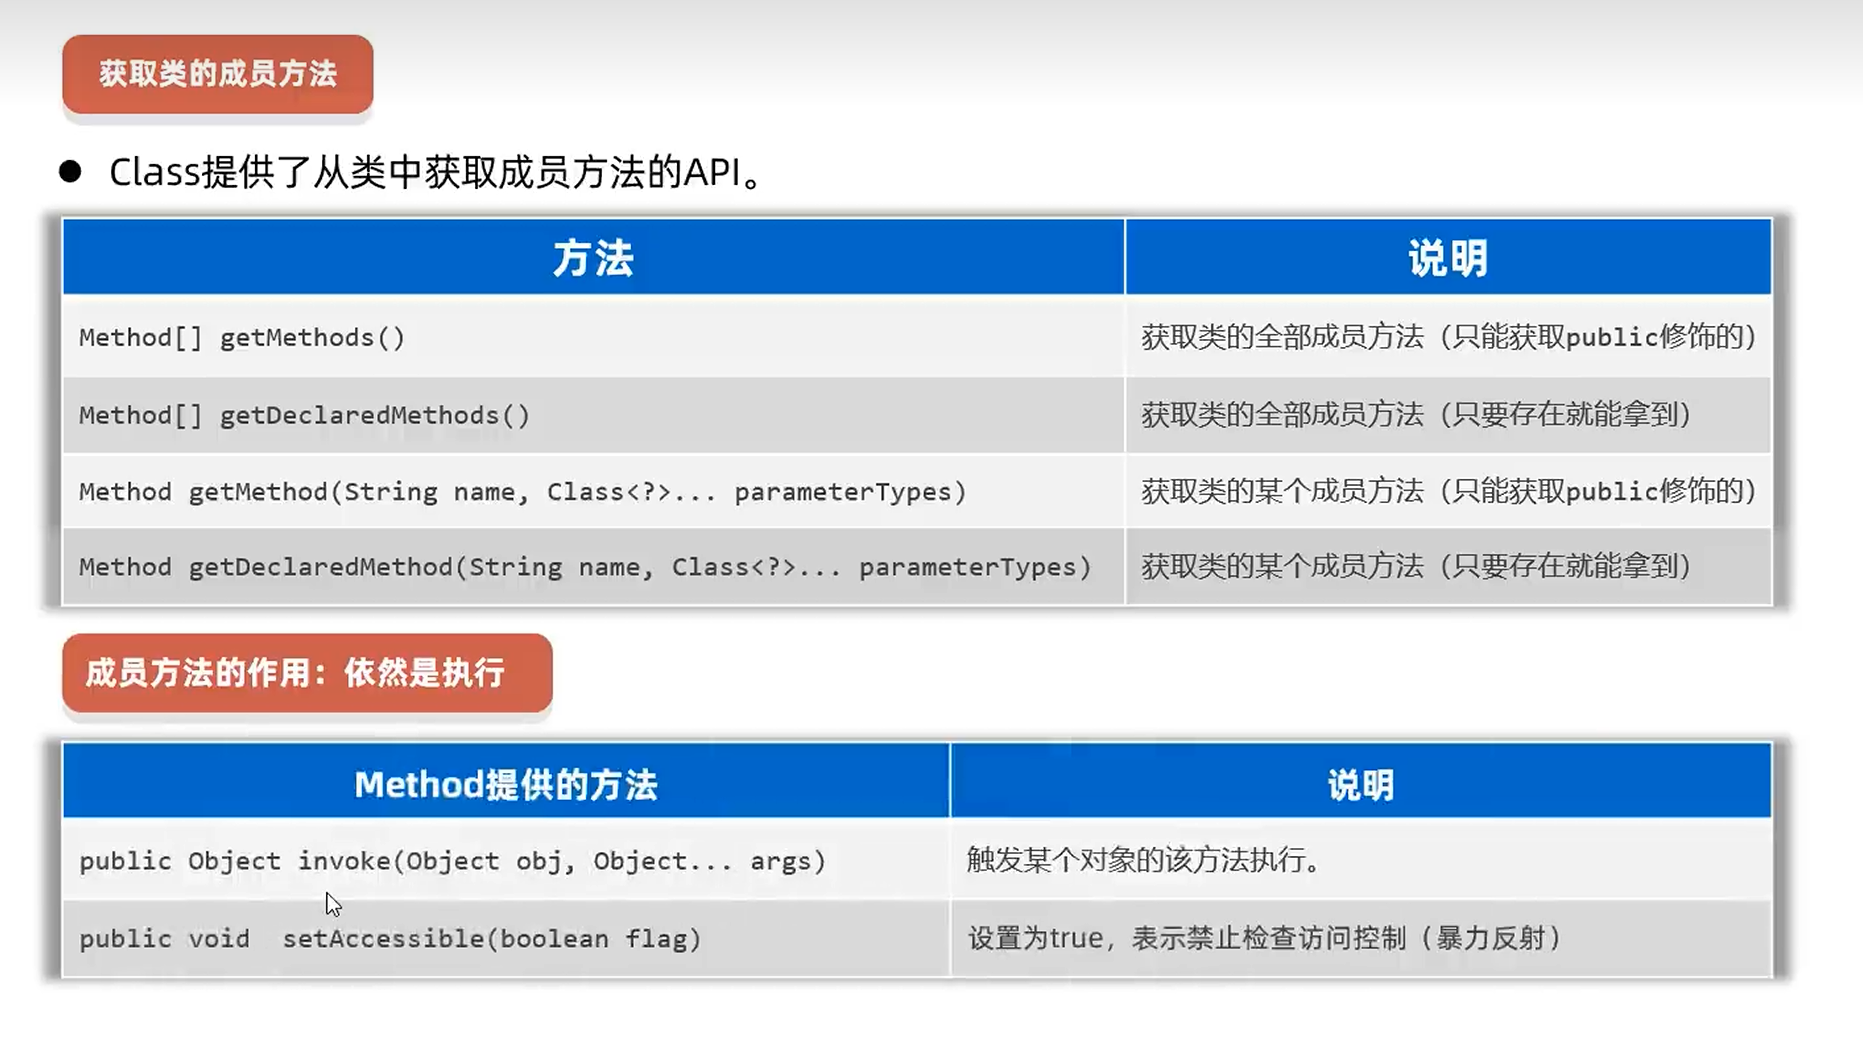 获取类的成员方法
Class提供了从类中获取成员方法的API。
方法 说明
Method[] getMethods() 获取类的全部成员方法（只能获取public修饰的）
Method[] getDeclaredMethods() 获取类的全部成员方法（只要存在就能拿到）
Method getMethod(String name, Class<?>... parameterTypes) 获取类的某个成员方法（只能获取public修饰的）
Method getDeclaredMethod(String name, Class<?>... parameterTypes) 获取类的某个成员方法（只要存在就能拿到）
成员方法的作用：依然是执行
Method提供的方法 说明
public Object invoke(Object obj, Object... args) 触发某个对象的该方法执行。
public void  setAccessible(boolean flag) 设置为true，表示禁止检查访问控制（暴力反射）